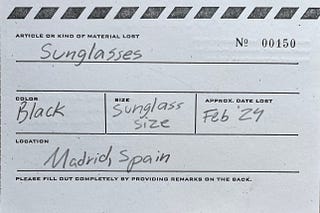 ARTICLE OR KIND OF MATERIAL LOST
Sunglasses
Nº 00150
COLOR
Black
SIZE
Sunglass
size
APPROX. DATE LOST
Feb '24
LOCATION
Madrid, Spain
PLEASE FILL OUT COMPLETELY BY PROVIDING REMARKS ON THE BACK.